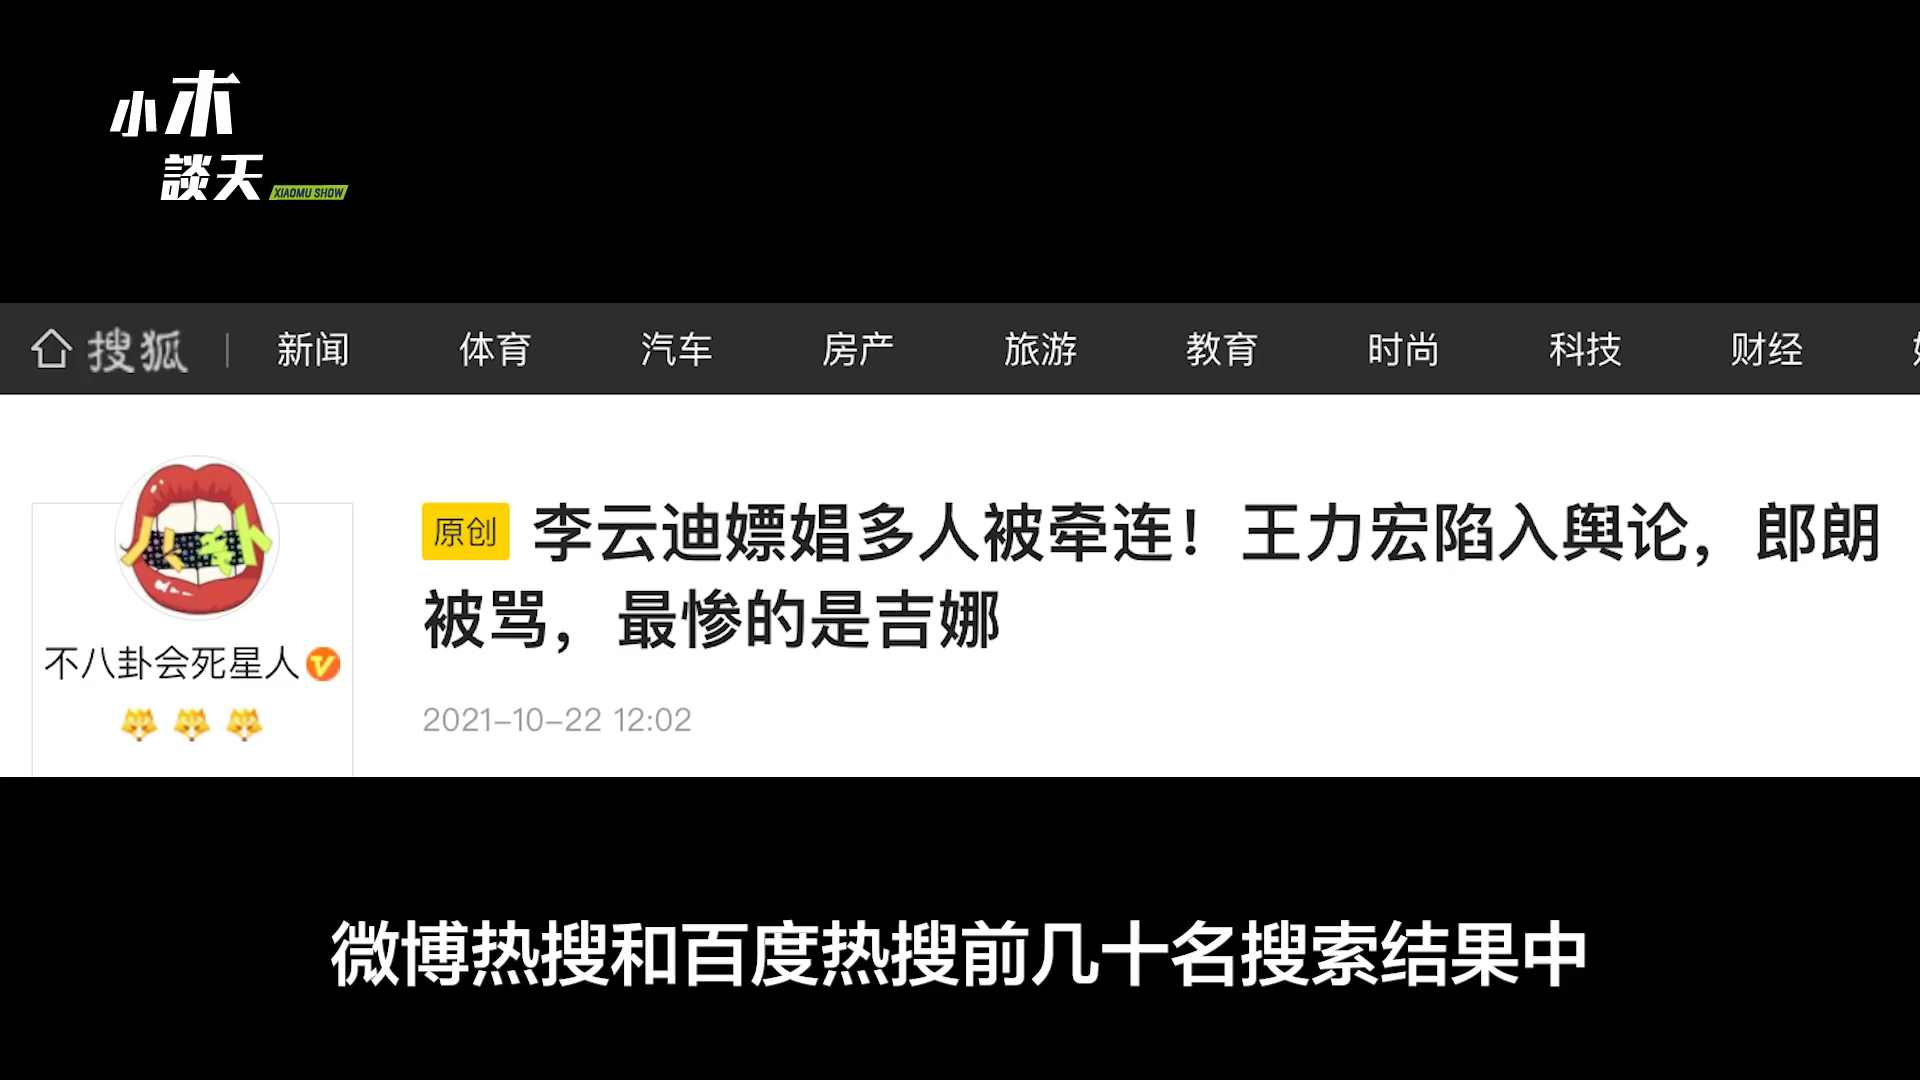 小木
談天 XIAOMU SHOW
搜狐 | 新闻 体育 汽车 房产 旅游 教育 时尚 科技 财经
八卦
不八卦会死星人
原创 李云迪嫖娼多人被牵连！王力宏陷入舆论，郎朗
被骂，最惨的是吉娜
2021-10-22 12:02
微博热搜和百度热搜前几十名搜索结果中